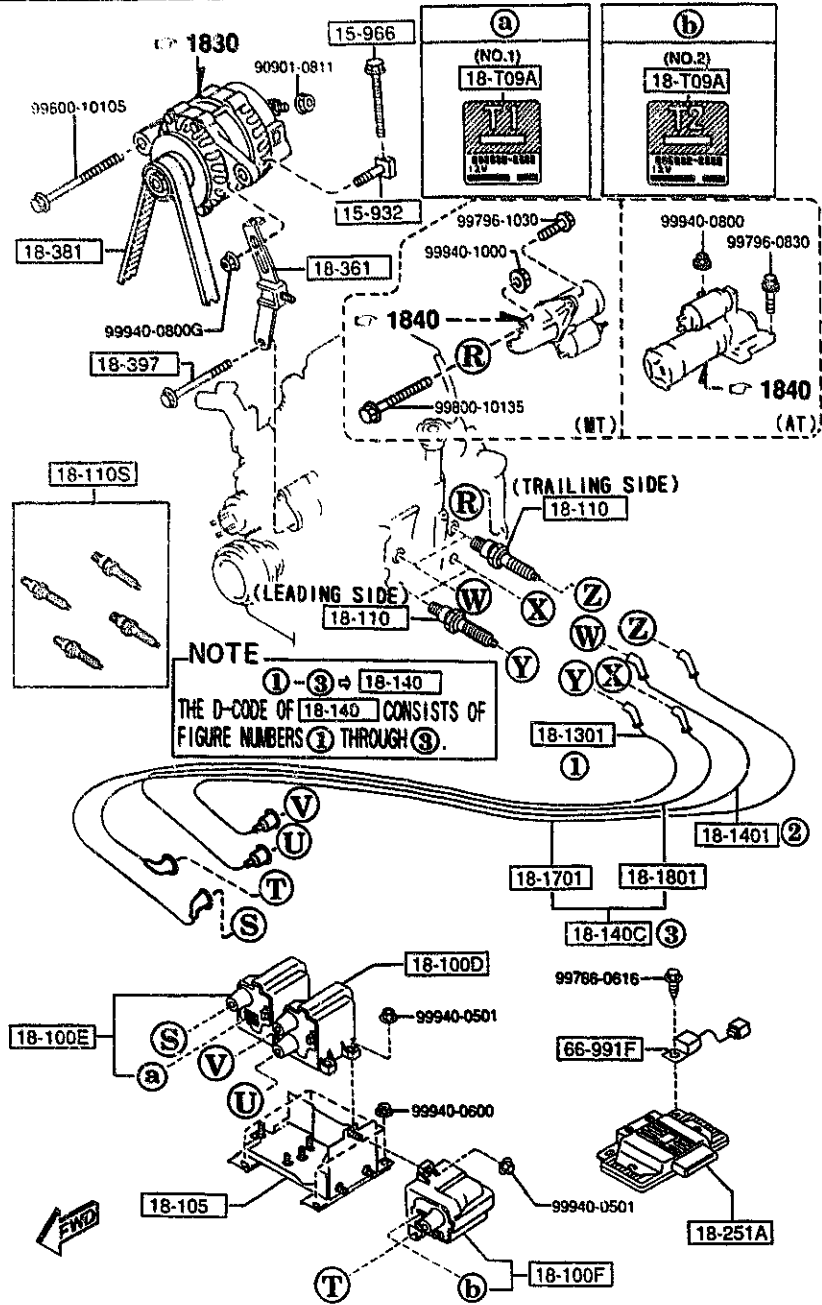 1830
15-966
90901-0811
99600-10105
15-932
18-381
18-361
99940-0800G
18-397
a
(NO.1)
18-T09A
T1
12V
b
(NO.2)
18-T09A
T2
12V
99796-1030
99940-1000
1840
R
99800-10135
(MT)
99940-0800
99796-0830
1840
(AT)
18-110S
R
(TRAILING SIDE)
18-110
(LEADING SIDE)
18-110
W
X
Z
Y
W
Z
Y
X
NOTE
①-③⇨ 18-140
THE D-CODE OF 18-140 CONSISTS OF
FIGURE NUMBERS ① THROUGH ③.
18-1301
①
V
U
T
S
18-1401 ②
18-1701
18-1801
18-140C ③
18-100D
18-100E
S
a
V
U
99940-0501
99940-0600
18-105
FWD
99940-0501
T
b
18-100F
99766-0616
66-991F
18-251A